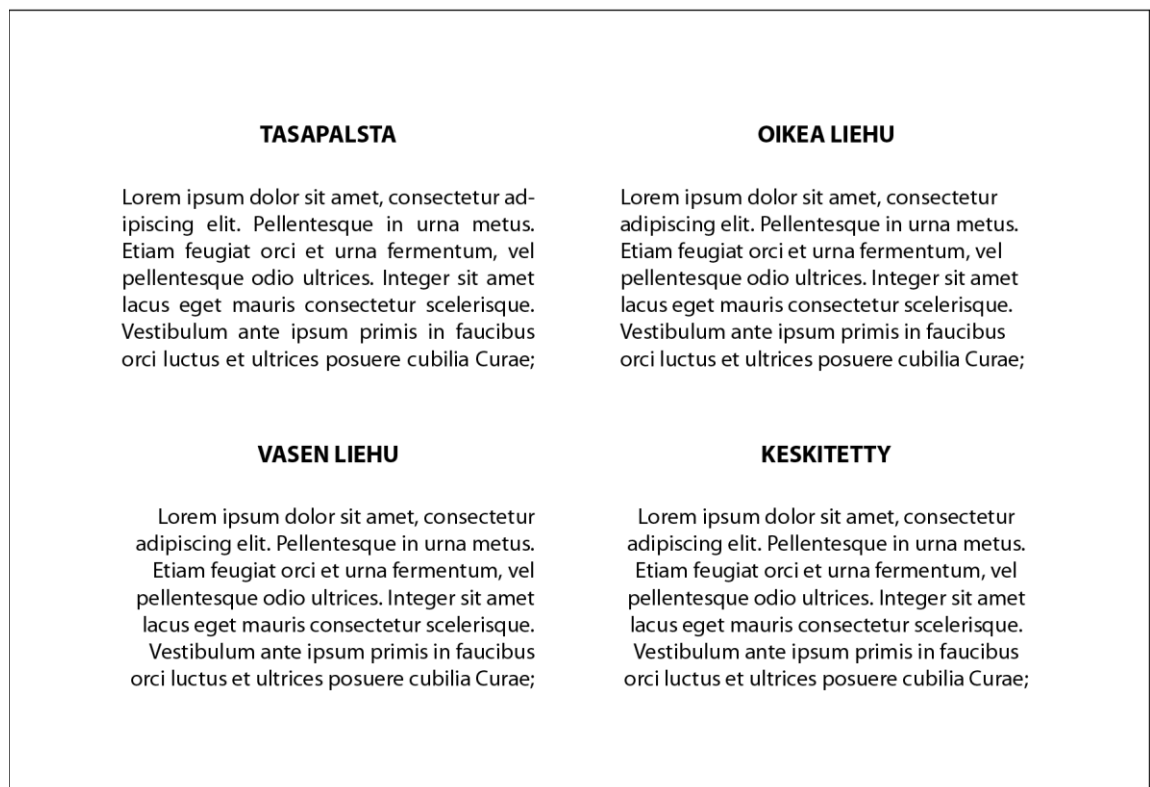 TASAPALSTA
Lorem ipsum dolor sit amet, consectetur ad-
ipiscing elit. Pellentesque in urna metus.
Etiam feugiat orci et urna fermentum, vel
pellentesque odio ultrices. Integer sit amet
lacus eget mauris consectetur scelerisque.
Vestibulum ante ipsum primis in faucibus
orci luctus et ultrices posuere cubilia Curae;
OIKEA LIEHU
Lorem ipsum dolor sit amet, consectetur
adipiscing elit. Pellentesque in urna metus.
Etiam feugiat orci et urna fermentum, vel
pellentesque odio ultrices. Integer sit amet
lacus eget mauris consectetur scelerisque.
Vestibulum ante ipsum primis in faucibus
orci luctus et ultrices posuere cubilia Curae;
VASEN LIEHU
Lorem ipsum dolor sit amet, consectetur
adipiscing elit. Pellentesque in urna metus.
Etiam feugiat orci et urna fermentum, vel
pellentesque odio ultrices. Integer sit amet
lacus eget mauris consectetur scelerisque.
Vestibulum ante ipsum primis in faucibus
orci luctus et ultrices posuere cubilia Curae;
KESKITETTY
Lorem ipsum dolor sit amet, consectetur
adipiscing elit. Pellentesque in urna metus.
Etiam feugiat orci et urna fermentum, vel
pellentesque odio ultrices. Integer sit amet
lacus eget mauris consectetur scelerisque.
Vestibulum ante ipsum primis in faucibus
orci luctus et ultrices posuere cubilia Curae;